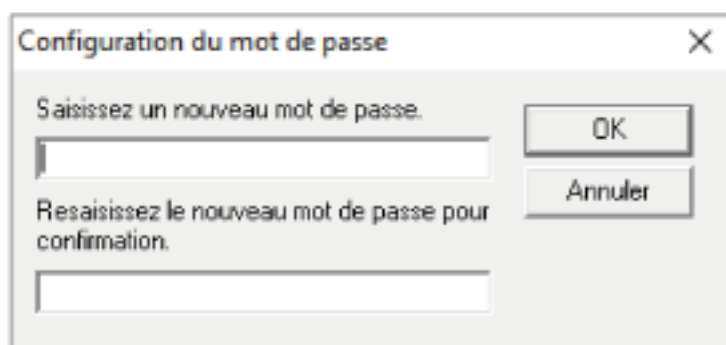 Configuration du mot de passe
Saisissez un nouveau mot de passe.
OK
Annuler
Resaisissez le nouveau mot de passe pour
confirmation.